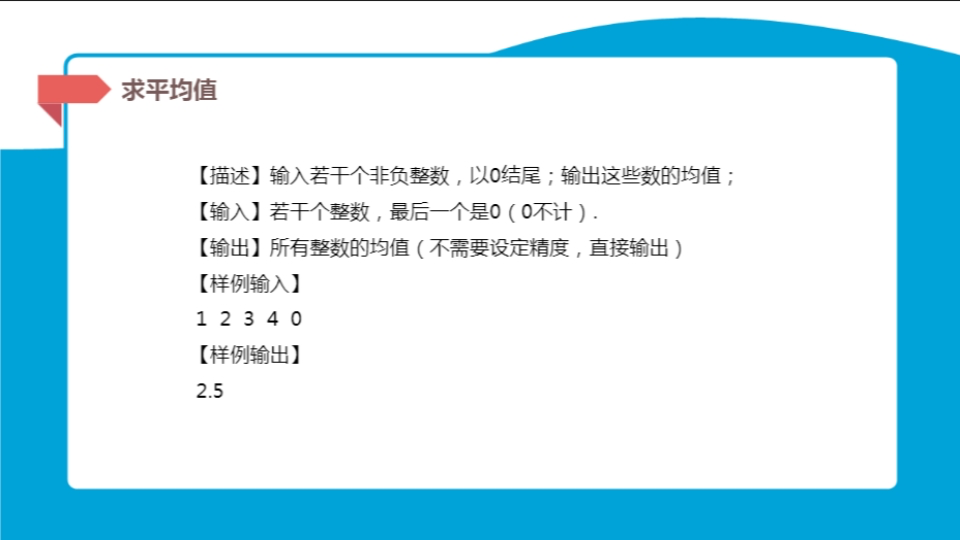 求平均值
【描述】输入若干个非负整数，以0结尾；输出这些数的均值；
【输入】若干个整数，最后一个是0（0不计）.
【输出】所有整数的均值（不需要设定精度，直接输出）
【样例输入】
1 2 3 4 0
【样例输出】
2.5